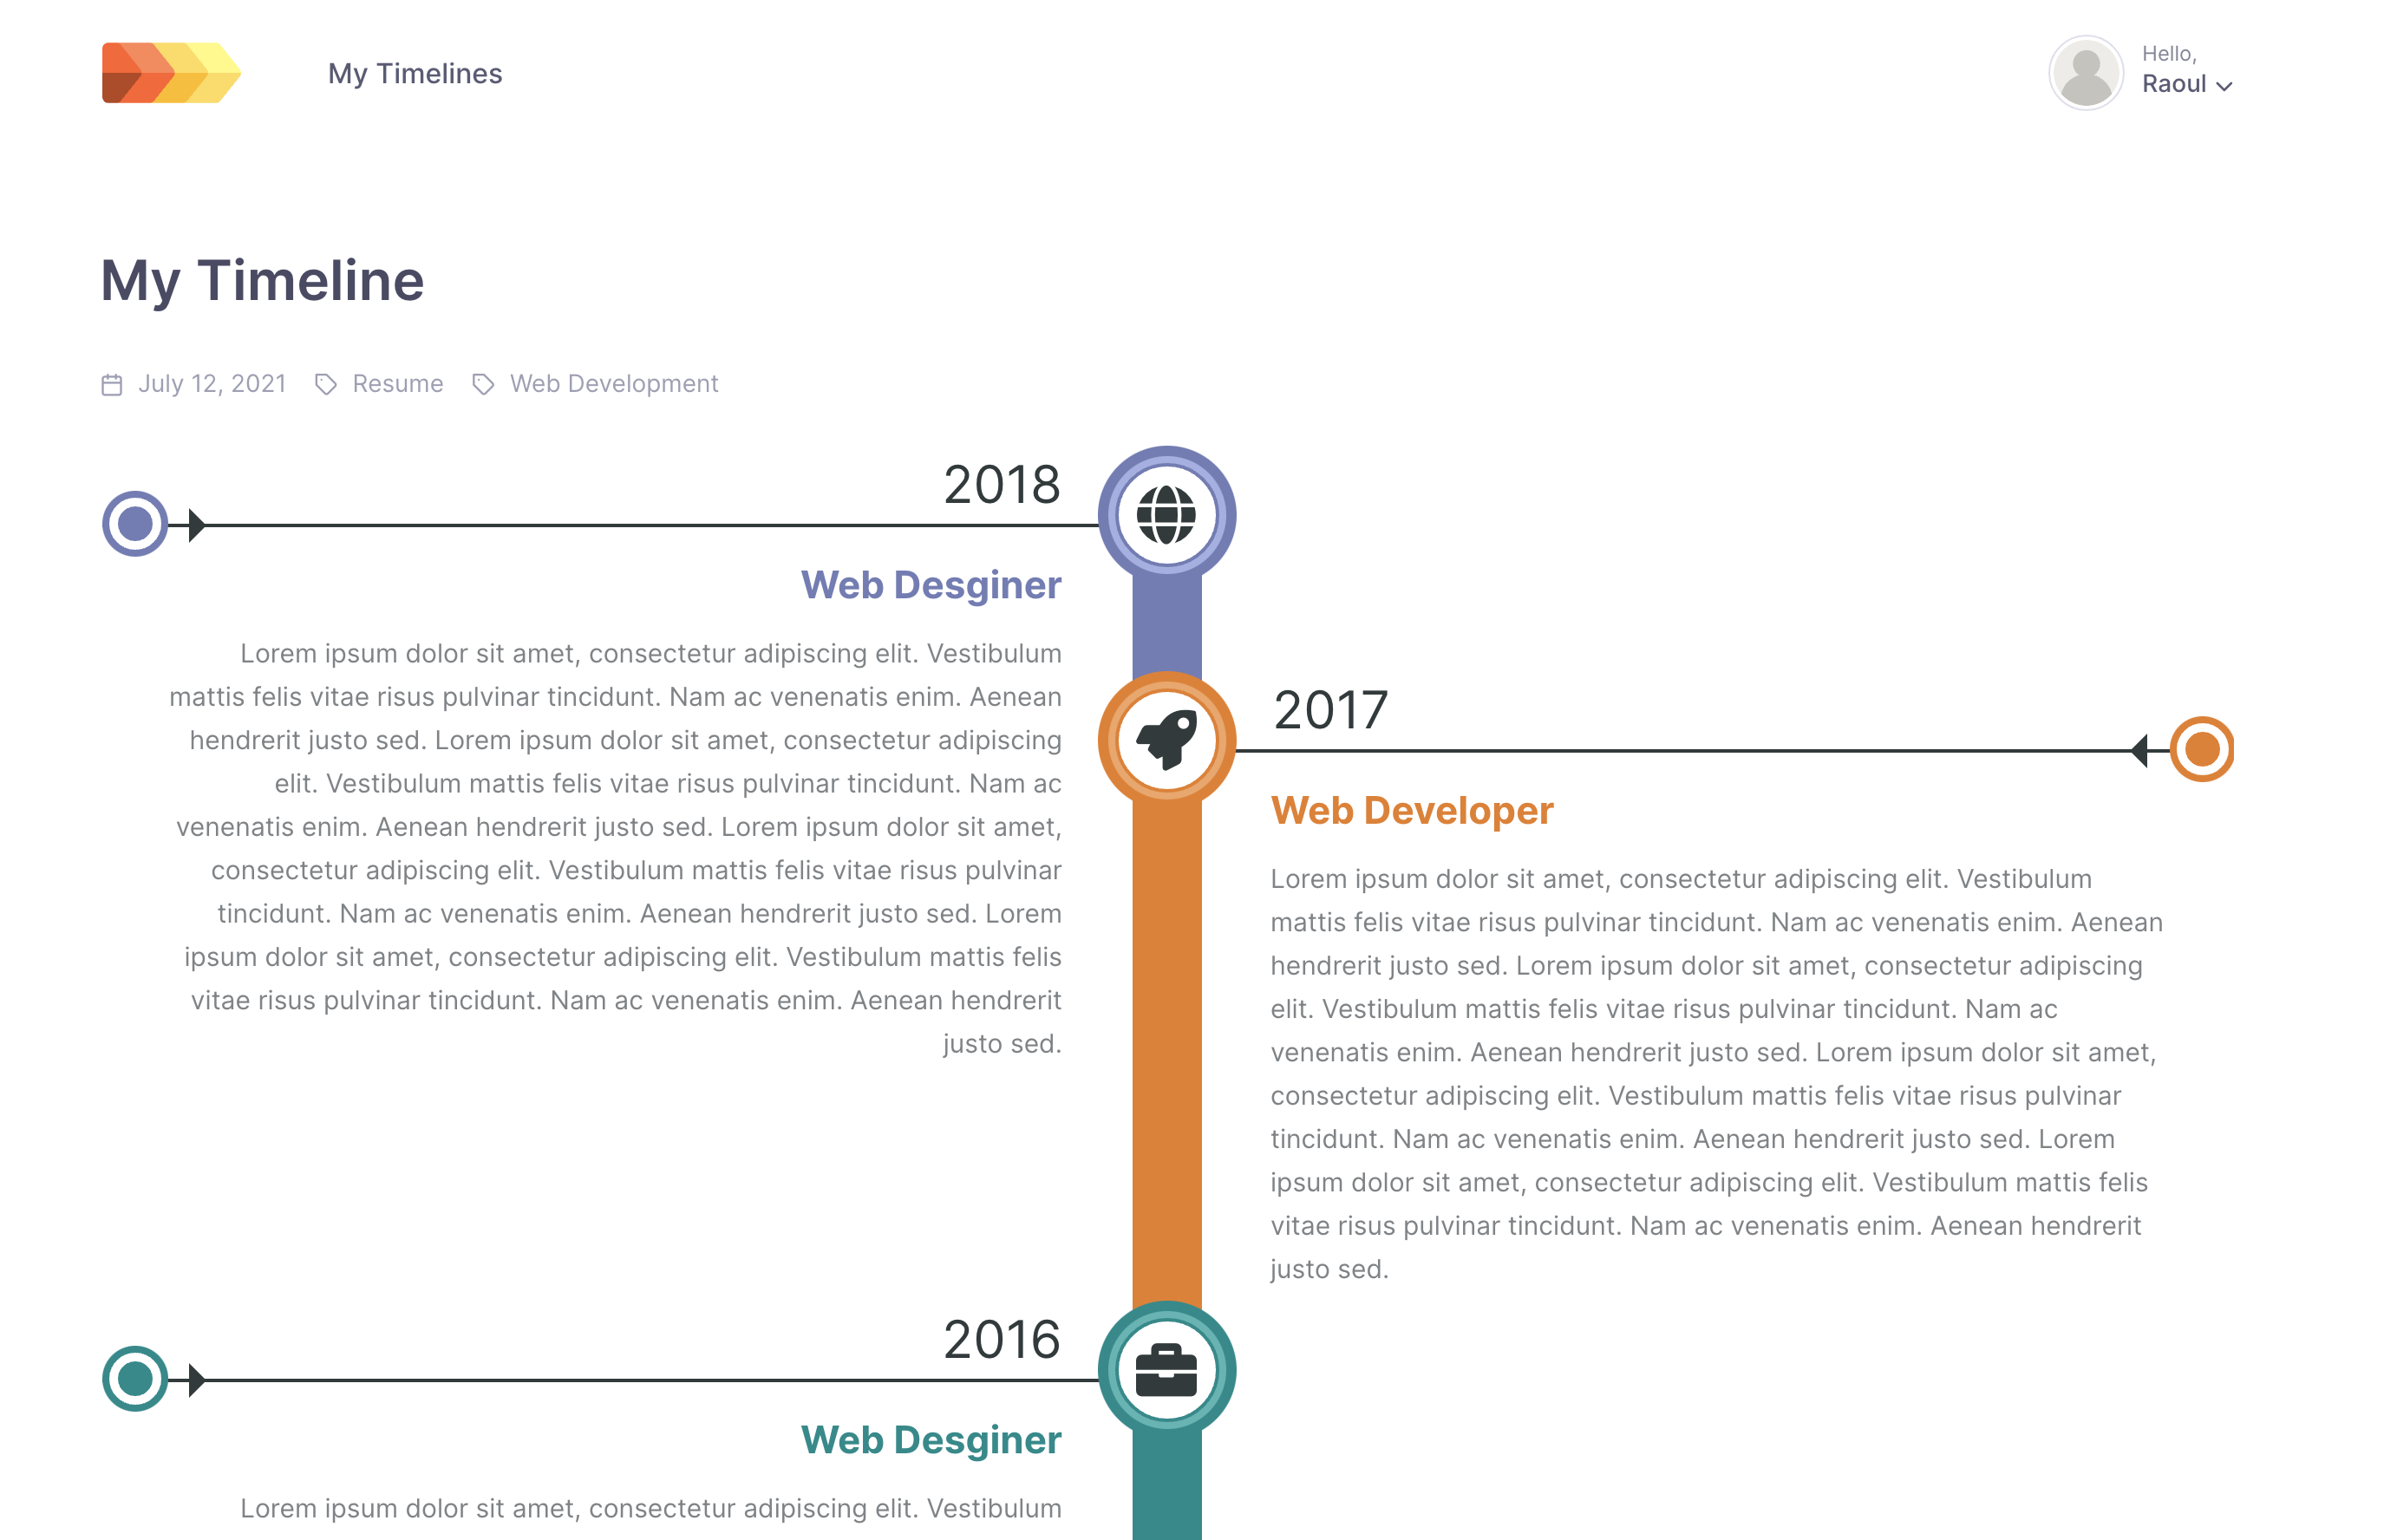 My Timelines
Hello,
Raoul
My Timeline
July 12, 2021 Resume Web Development
2018
Web Desginer
Lorem ipsum dolor sit amet, consectetur adipiscing elit. Vestibulum
mattis felis vitae risus pulvinar tincidunt. Nam ac venenatis enim. Aenean
hendrerit justo sed. Lorem ipsum dolor sit amet, consectetur adipiscing
elit. Vestibulum mattis felis vitae risus pulvinar tincidunt. Nam ac
venenatis enim. Aenean hendrerit justo sed. Lorem ipsum dolor sit amet,
consectetur adipiscing elit. Vestibulum mattis felis vitae risus pulvinar
tincidunt. Nam ac venenatis enim. Aenean hendrerit justo sed. Lorem
ipsum dolor sit amet, consectetur adipiscing elit. Vestibulum mattis felis
vitae risus pulvinar tincidunt. Nam ac venenatis enim. Aenean hendrerit
justo sed.
2017
Web Developer
Lorem ipsum dolor sit amet, consectetur adipiscing elit. Vestibulum
mattis felis vitae risus pulvinar tincidunt. Nam ac venenatis enim. Aenean
hendrerit justo sed. Lorem ipsum dolor sit amet, consectetur adipiscing
elit. Vestibulum mattis felis vitae risus pulvinar tincidunt. Nam ac
venenatis enim. Aenean hendrerit justo sed. Lorem ipsum dolor sit amet,
consectetur adipiscing elit. Vestibulum mattis felis vitae risus pulvinar
tincidunt. Nam ac venenatis enim. Aenean hendrerit justo sed. Lorem
ipsum dolor sit amet, consectetur adipiscing elit. Vestibulum mattis felis
vitae risus pulvinar tincidunt. Nam ac venenatis enim. Aenean hendrerit
justo sed.
2016
Web Desginer
Lorem ipsum dolor sit amet, consectetur adipiscing elit. Vestibulum